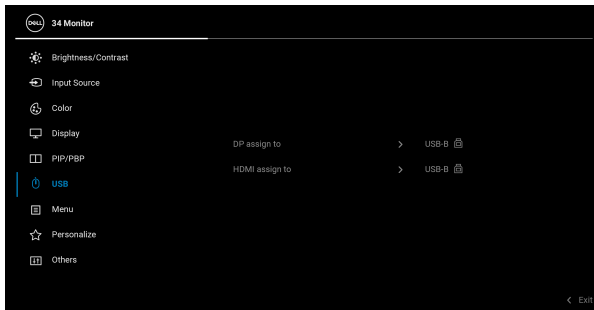 DELL 34 Monitor
Brightness/Contrast
Input Source
Color
Display
DP assign to > USB-B
PIP/PBP
HDMI assign to > USB-B
USB
Menu
Personalize
Others
< Exit